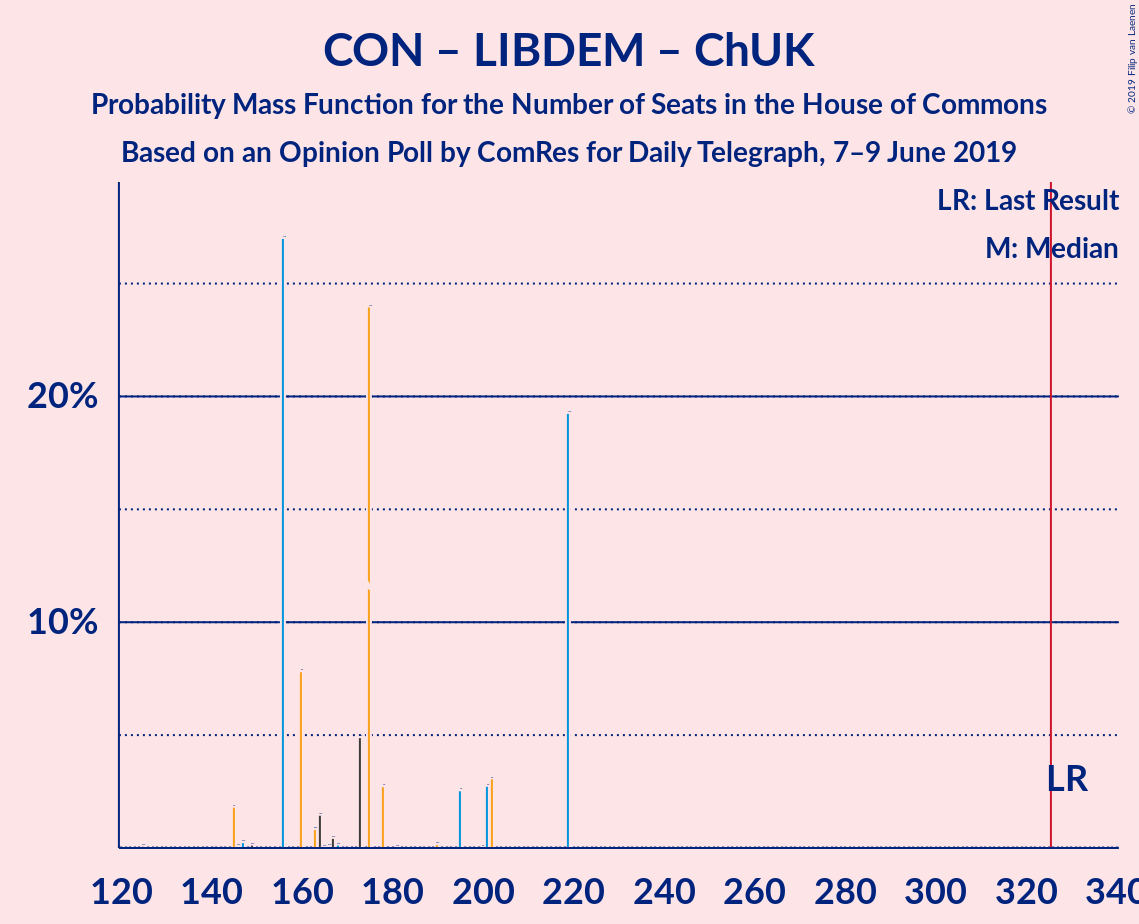 CON – LIBDEM – ChUK
Probability Mass Function for the Number of Seats in the House of Commons
Based on an Opinion Poll by ComRes for Daily Telegraph, 7–9 June 2019
© 2019 Filip van Laenen
LR: Last Result
M: Median
20%
10%
LR
120 140 160 180 200 220 240 260 280 300 320 340